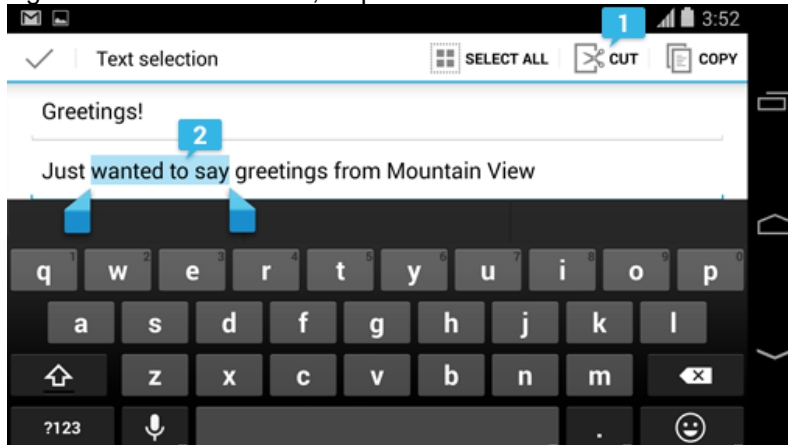 1
3:52
Text selection SELECT ALL CUT COPY
Greetings!
2
Just wanted to say greetings from Mountain View
q 1 w 2 e 3 r 4 t 5 y 6 u 7 i 8 o 9 p 0
a s d f g h j k l
z x c v b n m
?123 .